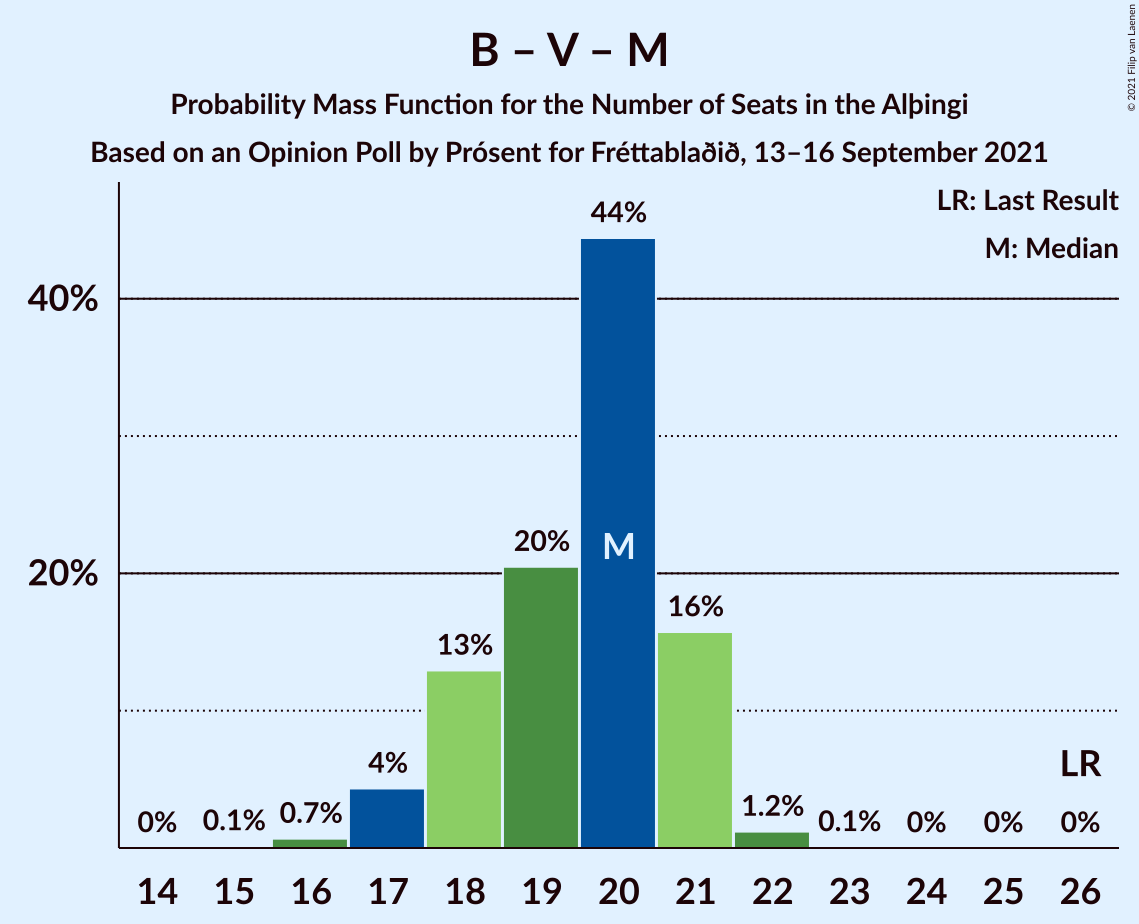 B – V – M
Probability Mass Function for the Number of Seats in the Alþingi
Based on an Opinion Poll by Prósent for Fréttablaðið, 13–16 September 2021
© 2021 Filip van Laenen
LR: Last Result
M: Median
44%
40%
20%
M
20%
16%
13%
4%
LR
0% 0.1% 0.7% 1.2% 0.1% 0% 0% 0%
14 15 16 17 18 19 20 21 22 23 24 25 26